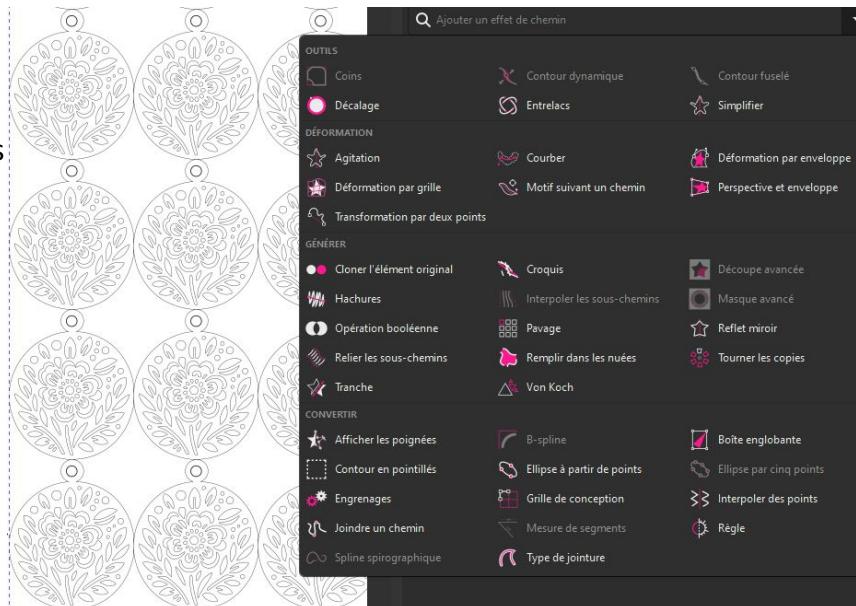 Ajouter un effet de chemin
s
OUTILS
Coins Contour dynamique Contour fuselé
Décalage Entrelacs Simplifier
DÉFORMATION
Agitation Courber Déformation par enveloppe
Déformation par grille Motif suivant un chemin Perspective et enveloppe
Transformation par deux points
GÉNÉRER
Cloner l'élément original Croquis Découpe avancée
Hachures Interpoler les sous-chemins Masque avancé
Opération booléenne Pavage Reflet miroir
Relier les sous-chemins Remplir dans les nuées Tourner les copies
Tranche Von Koch
CONVERTIR
Afficher les poignées B-spline Boîte englobante
Contour en pointillés Ellipse à partir de points Ellipse par cinq points
Engrenages Grille de conception Interpoler des points
Joindre un chemin Mesure de segments Règle
Spline spirographique Type de jointure